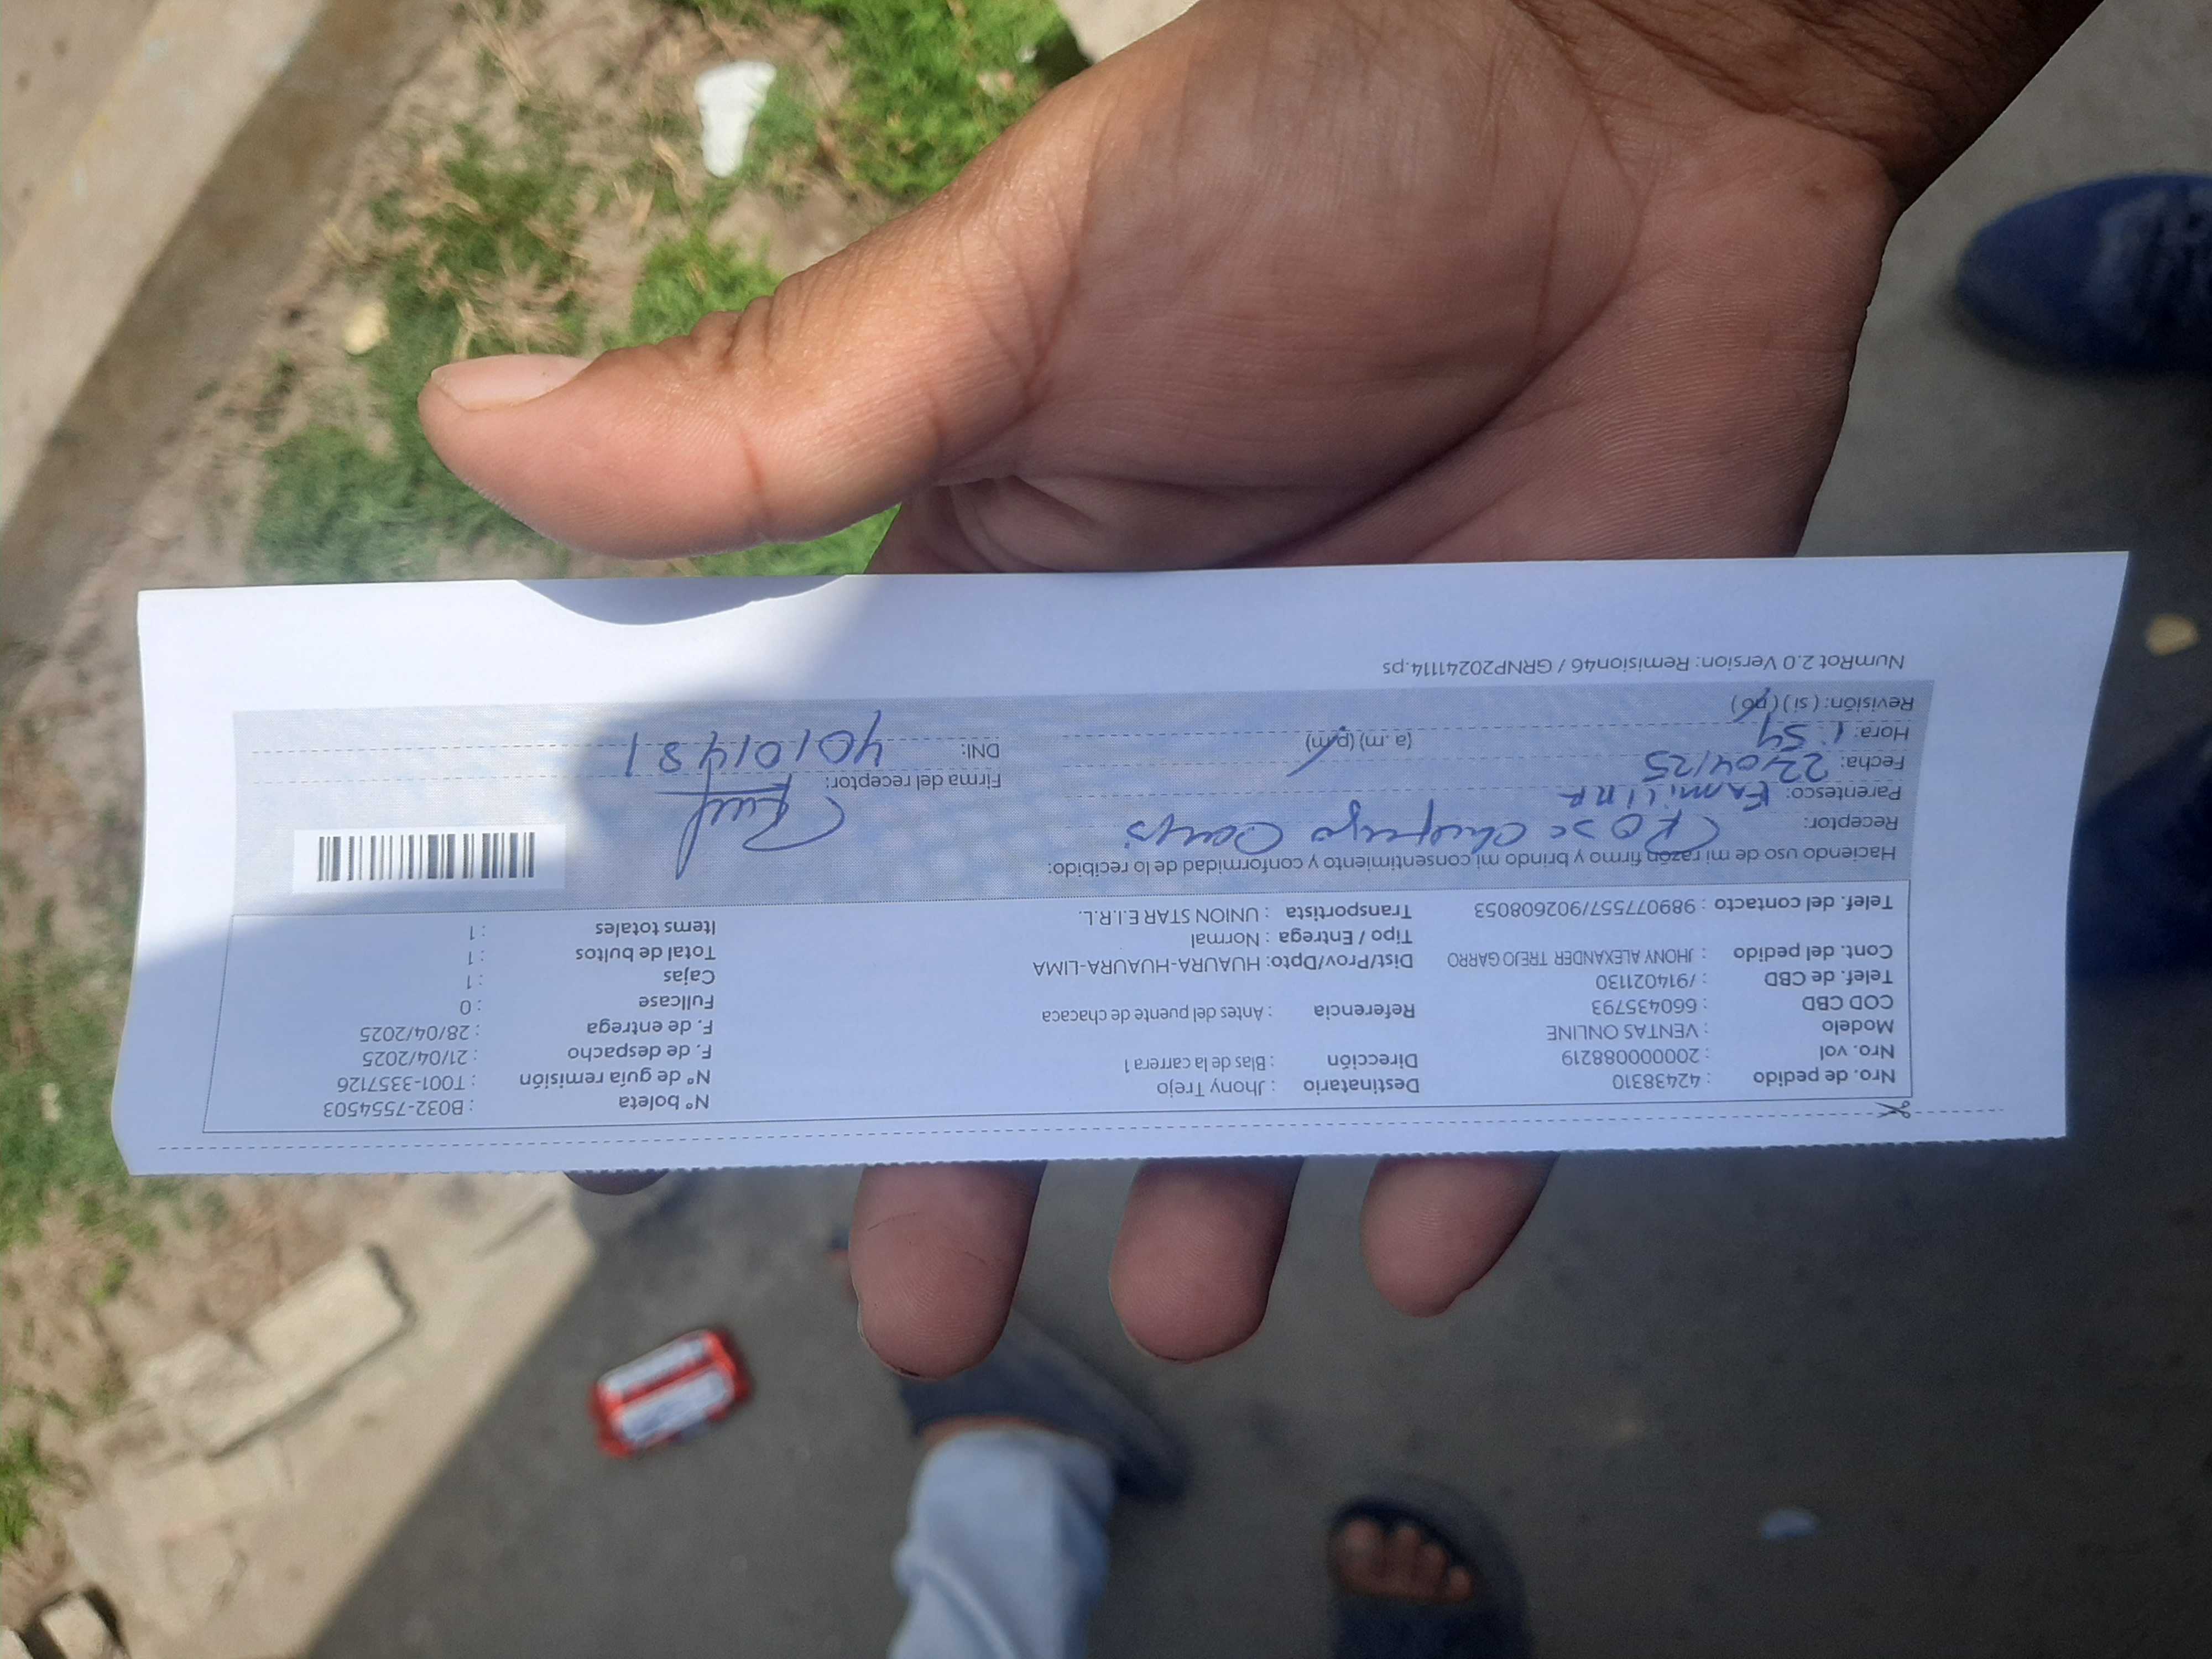 Nro. de pedido : 42438310 Destinatario : Jhony Trejo N° boleta : B032-7554503
Nro. vol : 2000000088219 Dirección : Blas de la carrera 1 N° de guía remisión : T001-3357126
Modelo : VENTAS ONLINE F. de despacho : 21/04/2025
COD CBD : 660435793 Referencia : Antes del puente de chacaca F. de entrega : 28/04/2025
Telef. de CBD : /914021130 Fullcase : 0
Cont. del pedido : JHONY ALEXANDER TREJO GARRO Dist/Prov/Dpto: HUAURA-HUAURA-LIMA Cajas : 1
Tipo / Entrega : Normal Total de bultos : 1
Telef. del contacto : 989077557/902608053 Transportista : UNION STAR E.I.R.L. Items totales : 1
Haciendo uso de mi razón firmo y brindo mi consentimiento y conformidad de lo recibido:
Receptor:
Parentesco: FAMILIAR Firma del receptor:
Fecha: 22/04/25
Hora: 1:54 (a.m) (p.m) DNI: 40101481
Revisión: ( si ) ( no )
NumRot 2.0 Version: Remision46 / GRNP20241114.ps